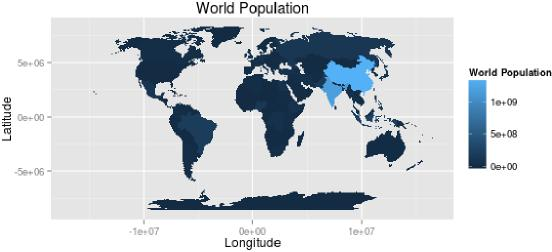 World Population
Latitude
5e+06
0e+00
-5e+06
-1e+07
0e+00
1e+07
Longitude
World Population
1e+09
5e+08
0e+00